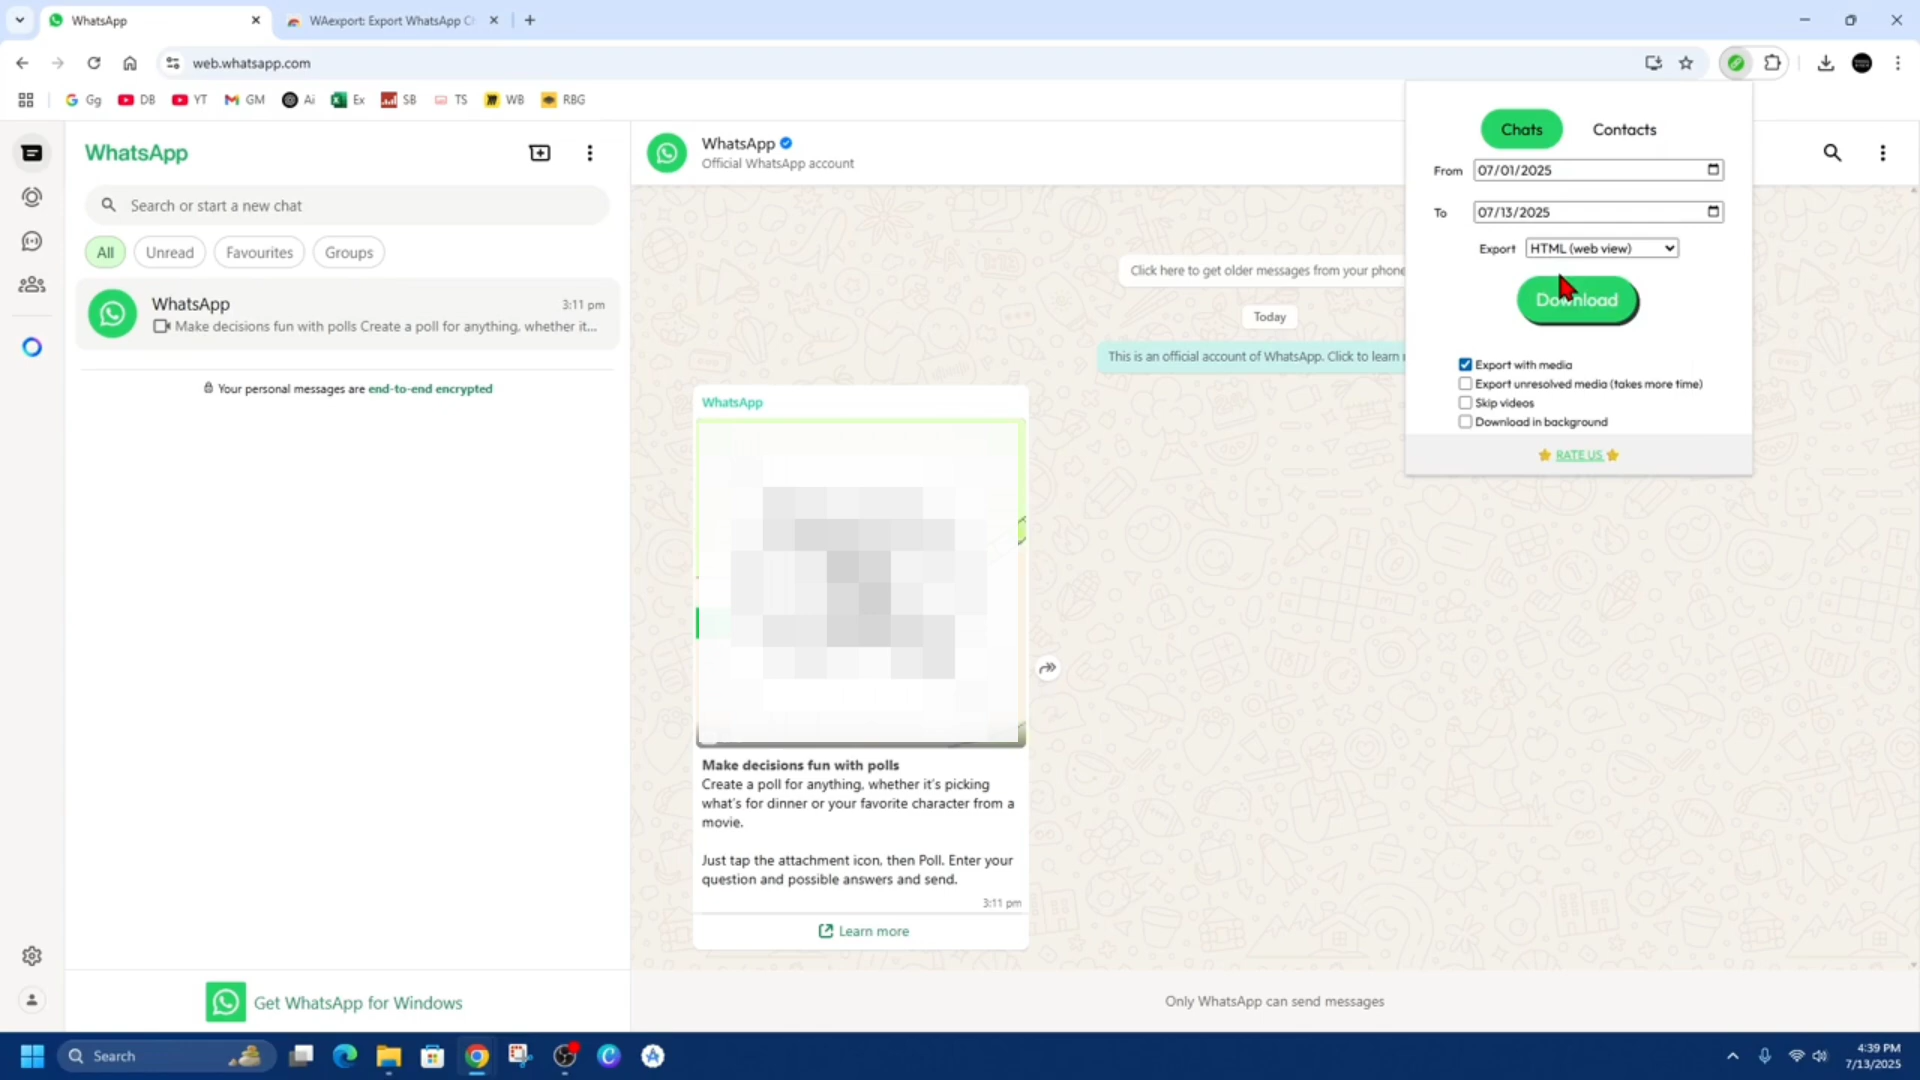 WhatsApp
WAexport: Export WhatsApp C
web.whatsapp.com
Gg
DB
YT
GM
Ai
Ex
SB
TS
WB
RBG
WhatsApp
Search or start a new chat
All
Unread
Favourites
Groups
WhatsApp
3:11 pm
Make decisions fun with polls Create a poll for anything, whether it...
Your personal messages are end-to-end encrypted
Get WhatsApp for Windows
WhatsApp
Official WhatsApp account
Click here to get older messages from your phone
Today
This is an official account of WhatsApp. Click to learn
WhatsApp
Make decisions fun with polls
Create a poll for anything, whether it's picking
what's for dinner or your favorite character from a
movie.
Just tap the attachment icon, then Poll. Enter your
question and possible answers and send.
3:11 pm
Learn more
Only WhatsApp can send messages
Chats
Contacts
From
07/01/2025
To
07/13/2025
Export
HTML (web view)
Download
Export with media
Export unresolved media (takes more time)
Skip videos
Download in background
RATE US
Search
4:39 PM
7/13/2025